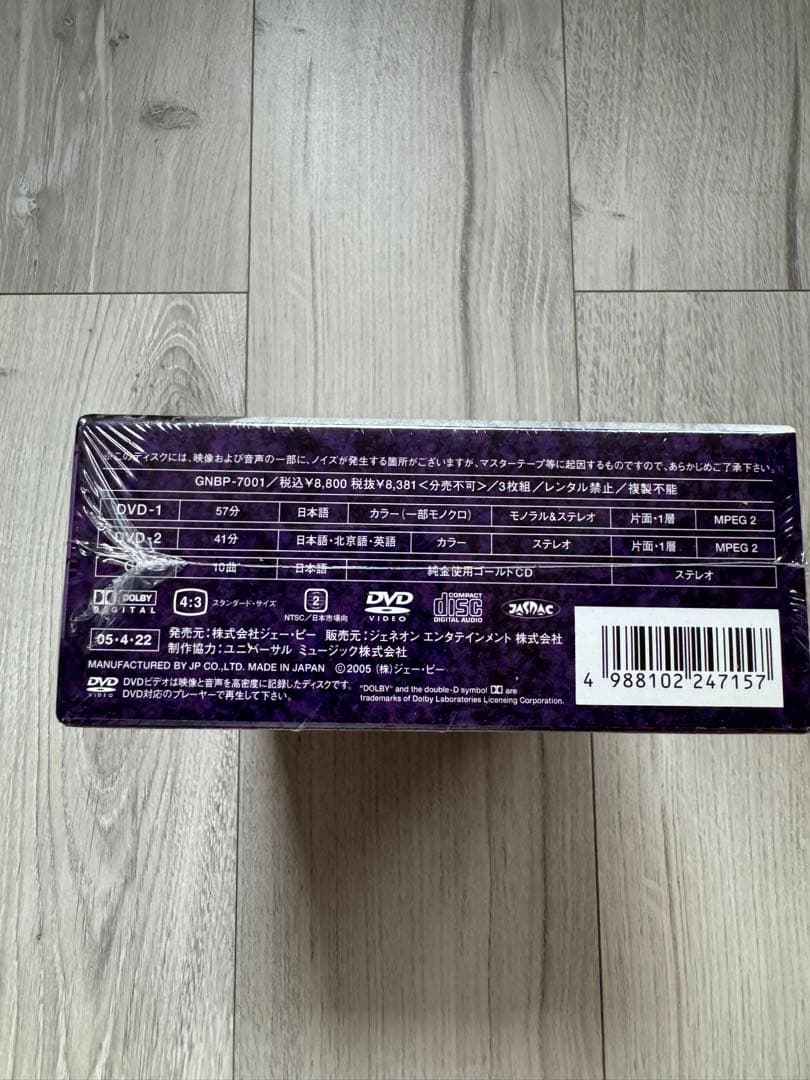 ※このディスクには、映像および音声の一部に、ノイズが発生する箇所がございますが、マスターテープ等に起因するものですので、あらかじめご了承下さい。
GNBP-7001／税込¥8,800 税抜¥8,381＜分売不可＞／3枚組／レンタル禁止／複製不能
DVD-1 57分 日本語 カラー（一部モノクロ） モノラル&ステレオ 片面・1層 MPEG 2
DVD-2 41分 日本語・北京語・英語 カラー ステレオ 片面・1層 MPEG 2
10曲 日本語 純金使用ゴールドCD ステレオ
DOLBY DIGITAL 4:3 スタンダード・サイズ 2 NTSC／日本市場向 DVD VIDEO COMPACT disc DIGITAL AUDIO JASRAC
05・4・22 発売元：株式会社ジェー・ピー 販売元：ジェネオン エンタテインメント 株式会社
制作協力：ユニバーサル ミュージック株式会社
MANUFACTURED BY JP CO.,LTD. MADE IN JAPAN ©2005（株）ジェー・ピー
DVD VIDEO DVDビデオは映像と音声を高密度に記録したディスクです。
DVD対応のプレーヤーで再生して下さい。
"DOLBY" and the double-D symbol are
trademarks of Dolby Laboratories Licensing Corporation.
4 988102 247157